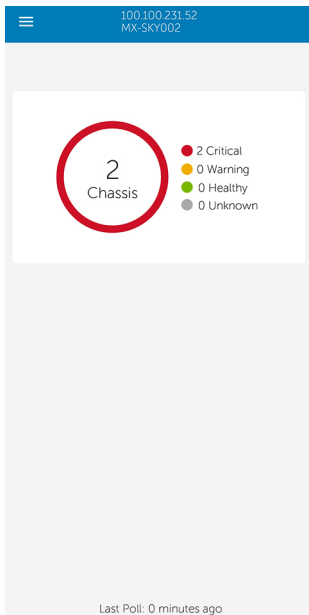 100.100.231.52
MX-SKY002
2
Chassis
2 Critical
0 Warning
0 Healthy
0 Unknown
Last Poll: 0 minutes ago